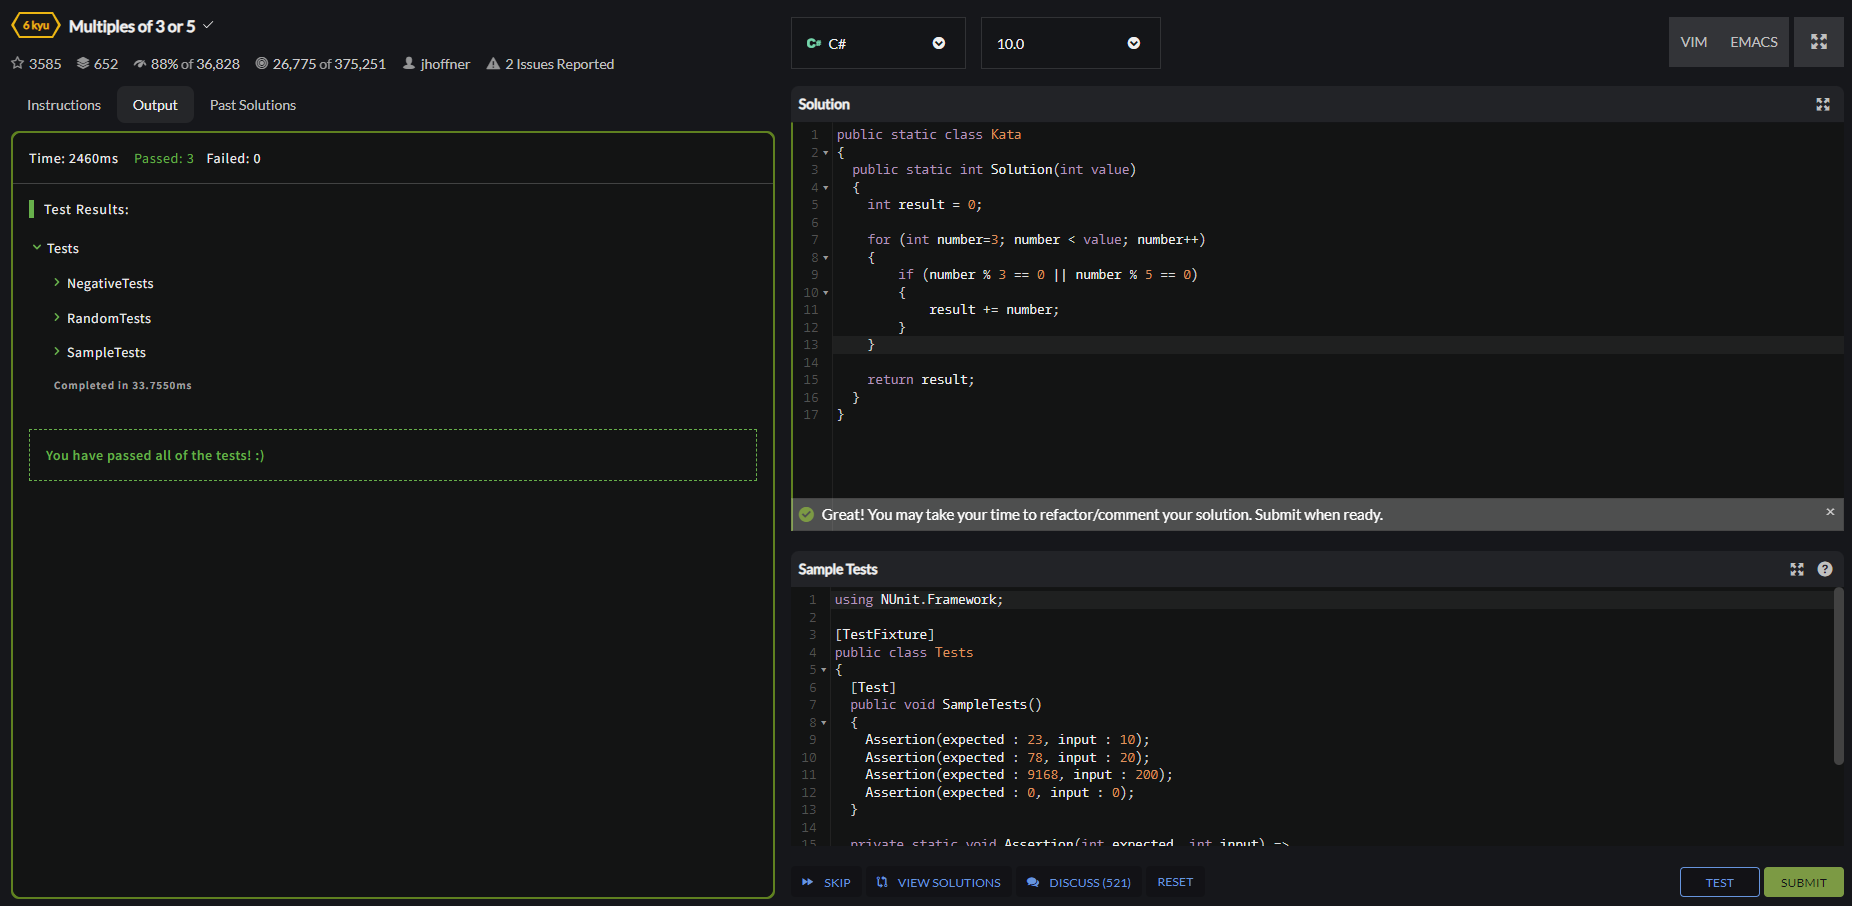 6 kyu Multiples of 3 or 5
3585 652 88% of 36,828 26,775 of 375,251 jhoffner 2 Issues Reported
Instructions Output Past Solutions
Time: 2460ms Passed: 3 Failed: 0
Test Results:
Tests
NegativeTests
RandomTests
SampleTests
Completed in 33.7550ms
You have passed all of the tests! :)
C# 10.0 VIM EMACS
Solution
1 public static class Kata
2 {
3 public static int Solution(int value)
4 {
5 int result = 0;
6
7 for (int number=3; number < value; number++)
8 {
9 if (number % 3 == 0 || number % 5 == 0)
10 {
11 result += number;
12 }
13 }
14
15 return result;
16 }
17 }
Great! You may take your time to refactor/comment your solution. Submit when ready. ×
Sample Tests ?
1 using NUnit.Framework;
2
3 [TestFixture]
4 public class Tests
5 {
6 [Test]
7 public void SampleTests()
8 {
9 Assertion(expected : 23, input : 10);
10 Assertion(expected : 78, input : 20);
11 Assertion(expected : 9168, input : 200);
12 Assertion(expected : 0, input : 0);
13 }
14
15 private static void Assertion(int expected, int input) =>
SKIP VIEW SOLUTIONS DISCUSS (521) RESET TEST SUBMIT